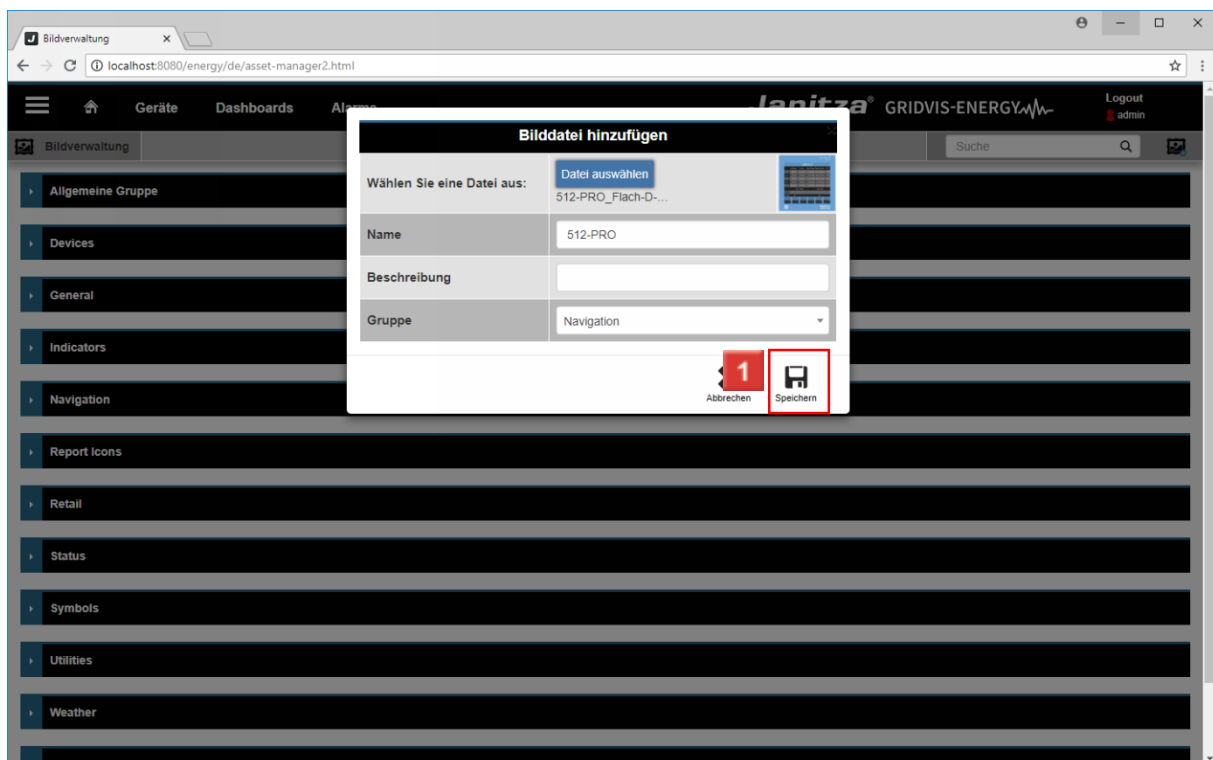 Bildverwaltung
localhost:8080/energy/de/asset-manager2.html
Geräte Dashboards Alarme Janitza® GRIDVIS-ENERGY Logout
admin
Bildverwaltung Suche
Bilddatei hinzufügen
Wählen Sie eine Datei aus: Datei auswählen
512-PRO_Flach-D-...
Name 512-PRO
Beschreibung
Gruppe Navigation
1
Abbrechen Speichern
Allgemeine Gruppe
Devices
General
Indicators
Navigation
Report Icons
Retail
Status
Symbols
Utilities
Weather